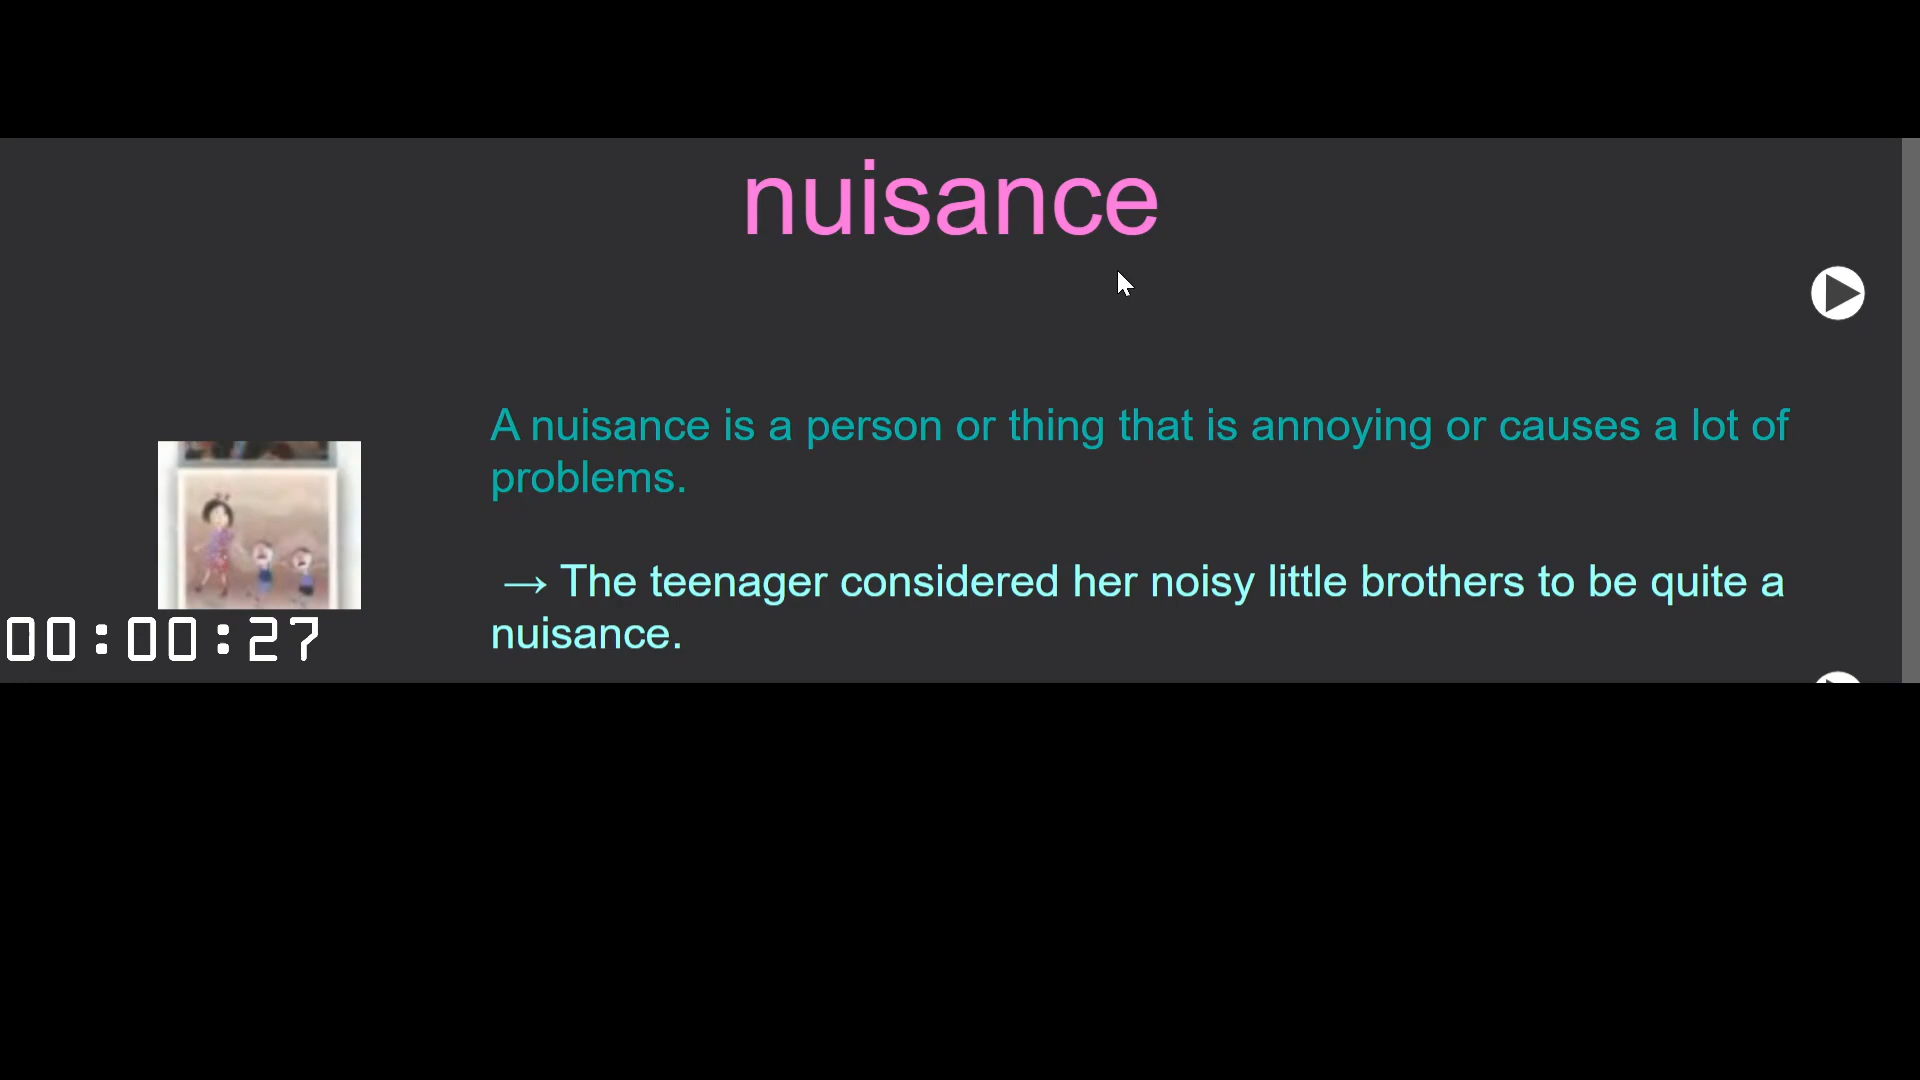 nuisance
A nuisance is a person or thing that is annoying or causes a lot of
problems.
→ The teenager considered her noisy little brothers to be quite a
nuisance.
00:00:27